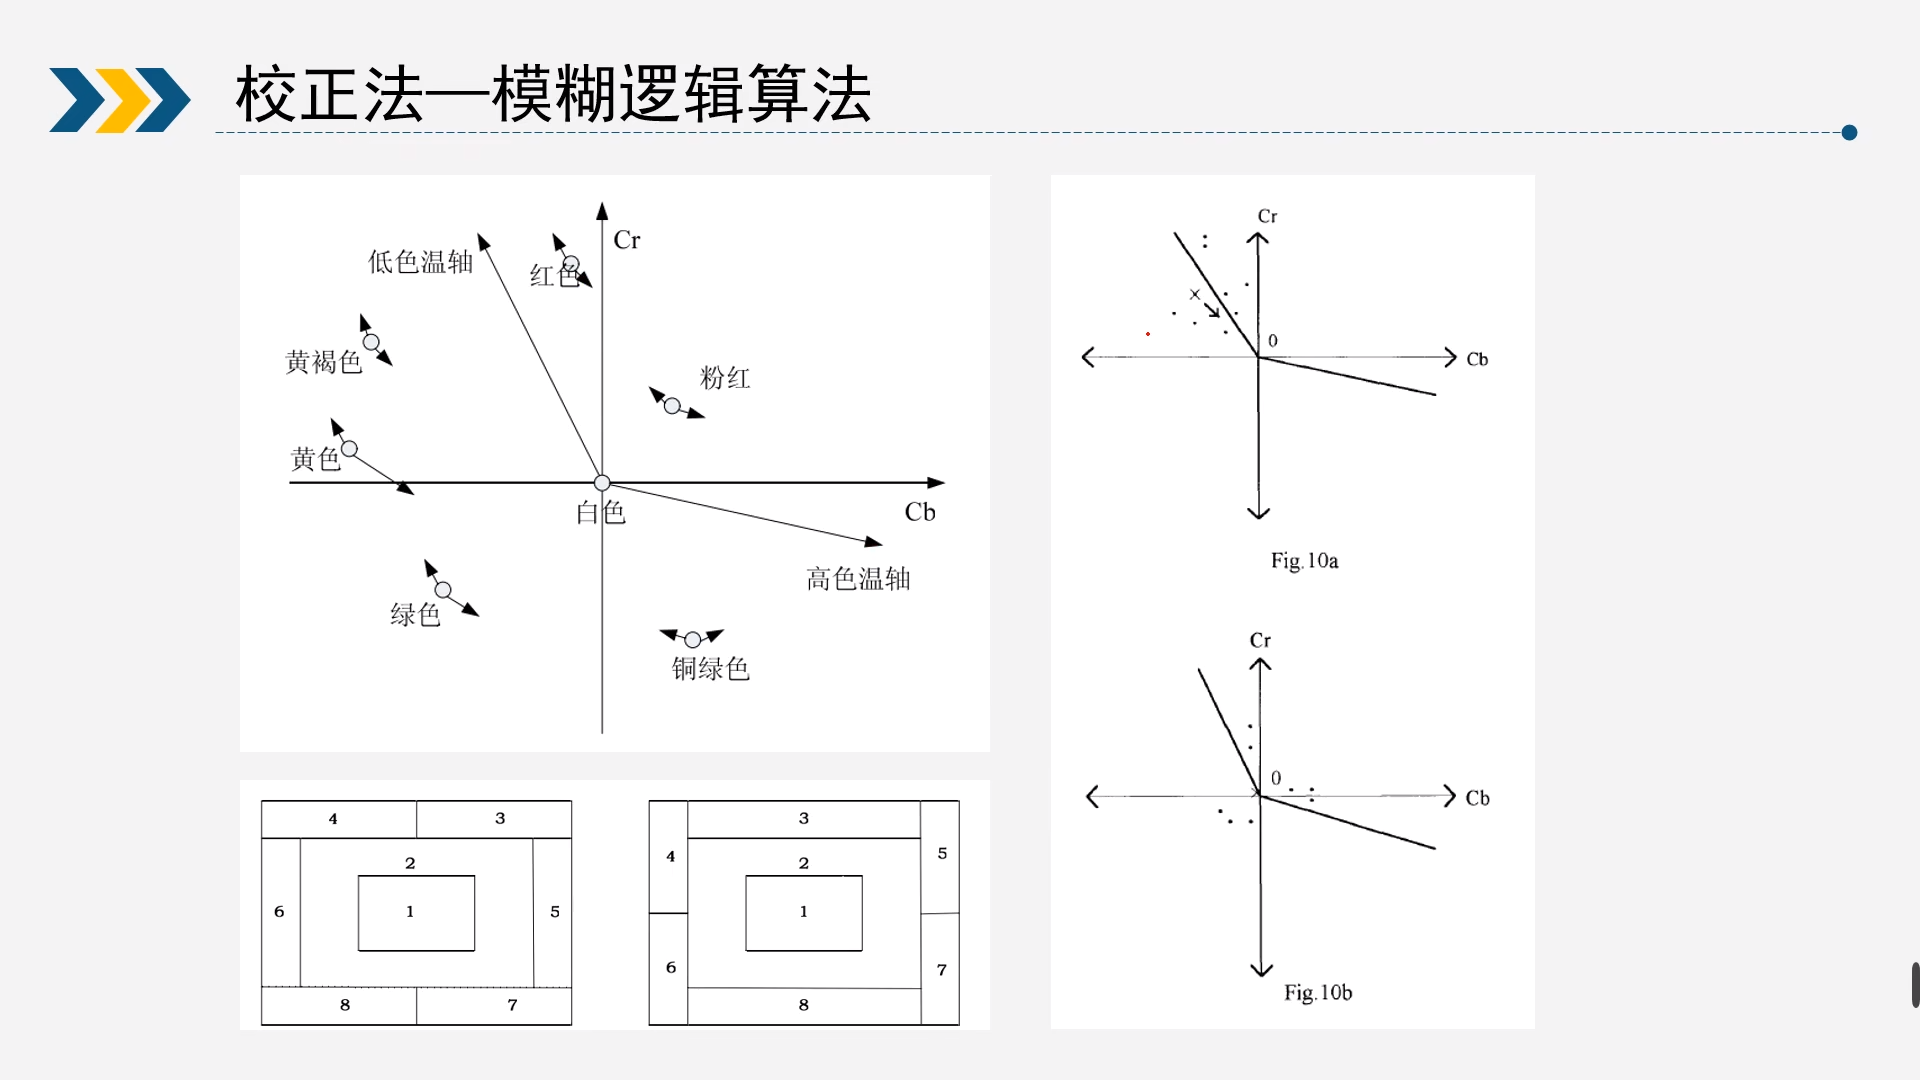 校正法—模糊逻辑算法
Cr
低色温轴
红色
黄褐色
粉红
黄色
白色
Cb
高色温轴
绿色
铜绿色
4 3
2
6 1 5
8 7
3
4 2 5
1
6 7
8
Cr
0
Cb
Fig.10a
Cr
0
Cb
Fig.10b